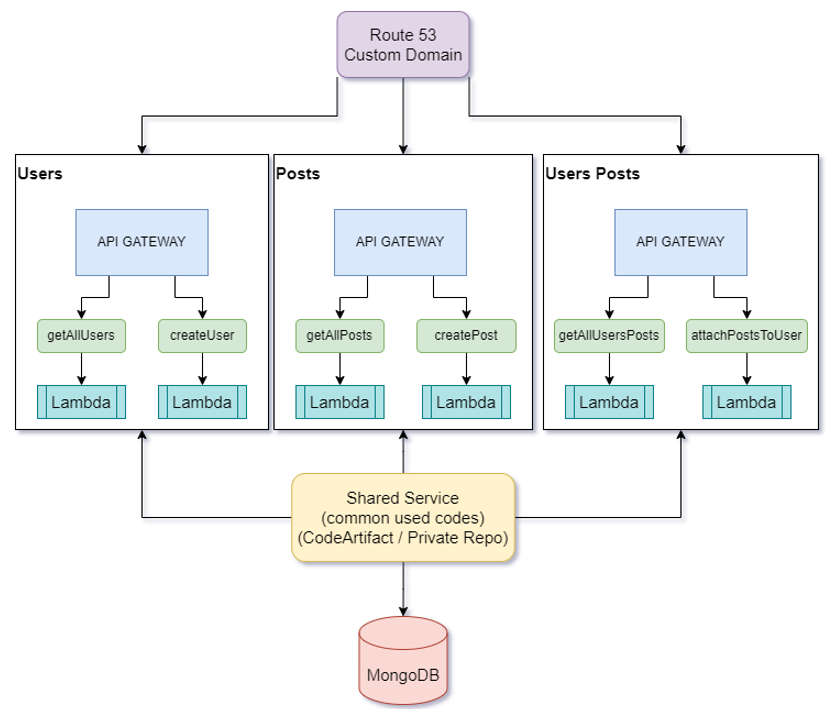 Route 53
Custom Domain
Users
Posts
Users Posts
API GATEWAY
API GATEWAY
API GATEWAY
getAllUsers
createUser
getAllPosts
createPost
getAllUsersPosts
attachPostsToUser
Lambda
Lambda
Lambda
Lambda
Lambda
Lambda
Shared Service
(common used codes)
(CodeArtifact / Private Repo)
MongoDB